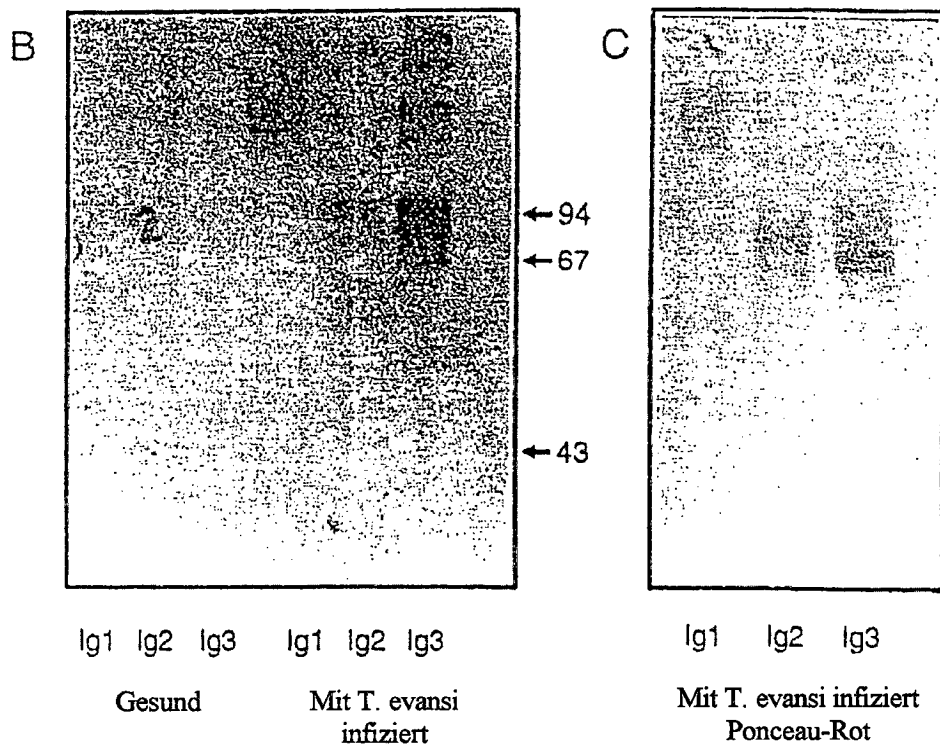 B
C
←94
←67
←43
Ig1 Ig2 Ig3 Ig1 Ig2 Ig3
Gesund
Mit T. evansi
infiziert
Ig1 Ig2 Ig3
Mit T. evansi infiziert
Ponceau-Rot